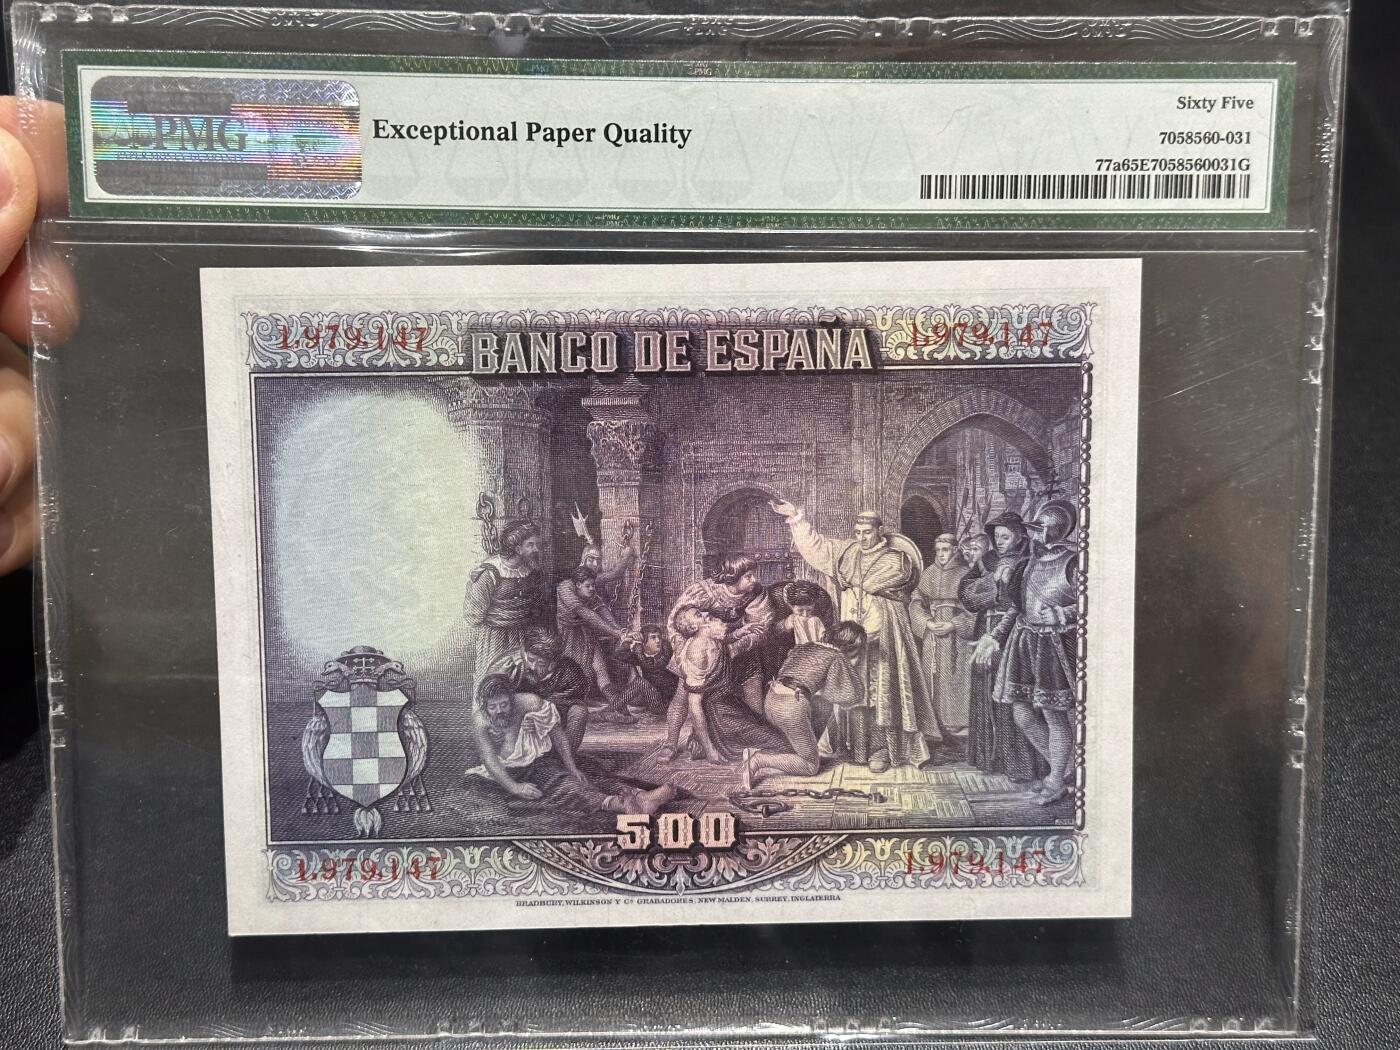 PMG
Exceptional Paper Quality
Sixty Five
7058560-031
77a65E7058560031G
1.979.147 BANCO DE ESPAÑA 1.979.147
500
1.979.147 1.979.147
BRADBURY, WILKINSON Y Cª GRABADORES, NEW MALDEN, SURREY, INGLATERRA